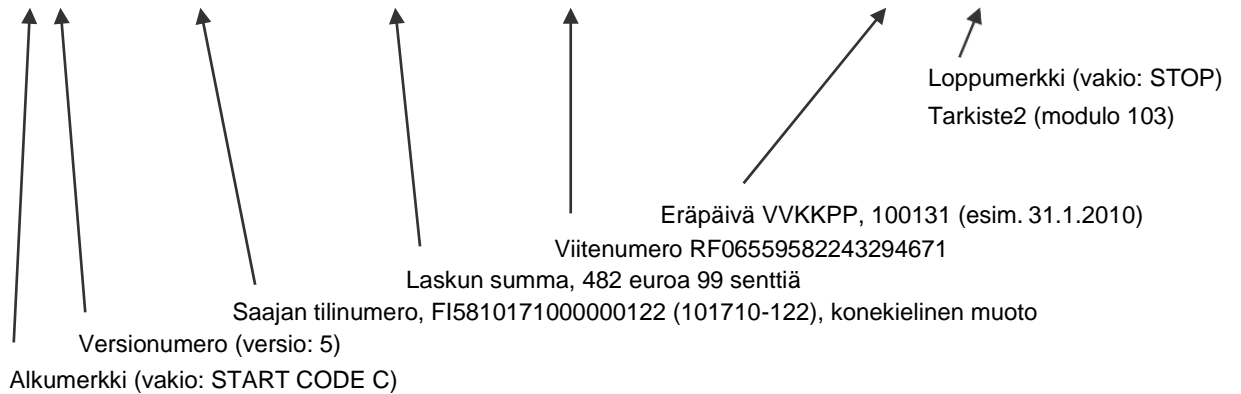 Loppumerkki (vakio: STOP)
Tarkiste2 (modulo 103)
Eräpäivä VVKKPP, 100131 (esim. 31.1.2010)
Viitenumero RF06559582243294671
Laskun summa, 482 euroa 99 senttiä
Saajan tilinumero, FI5810171000000122 (101710-122), konekielinen muoto
Versionumero (versio: 5)
Alkumerkki (vakio: START CODE C)